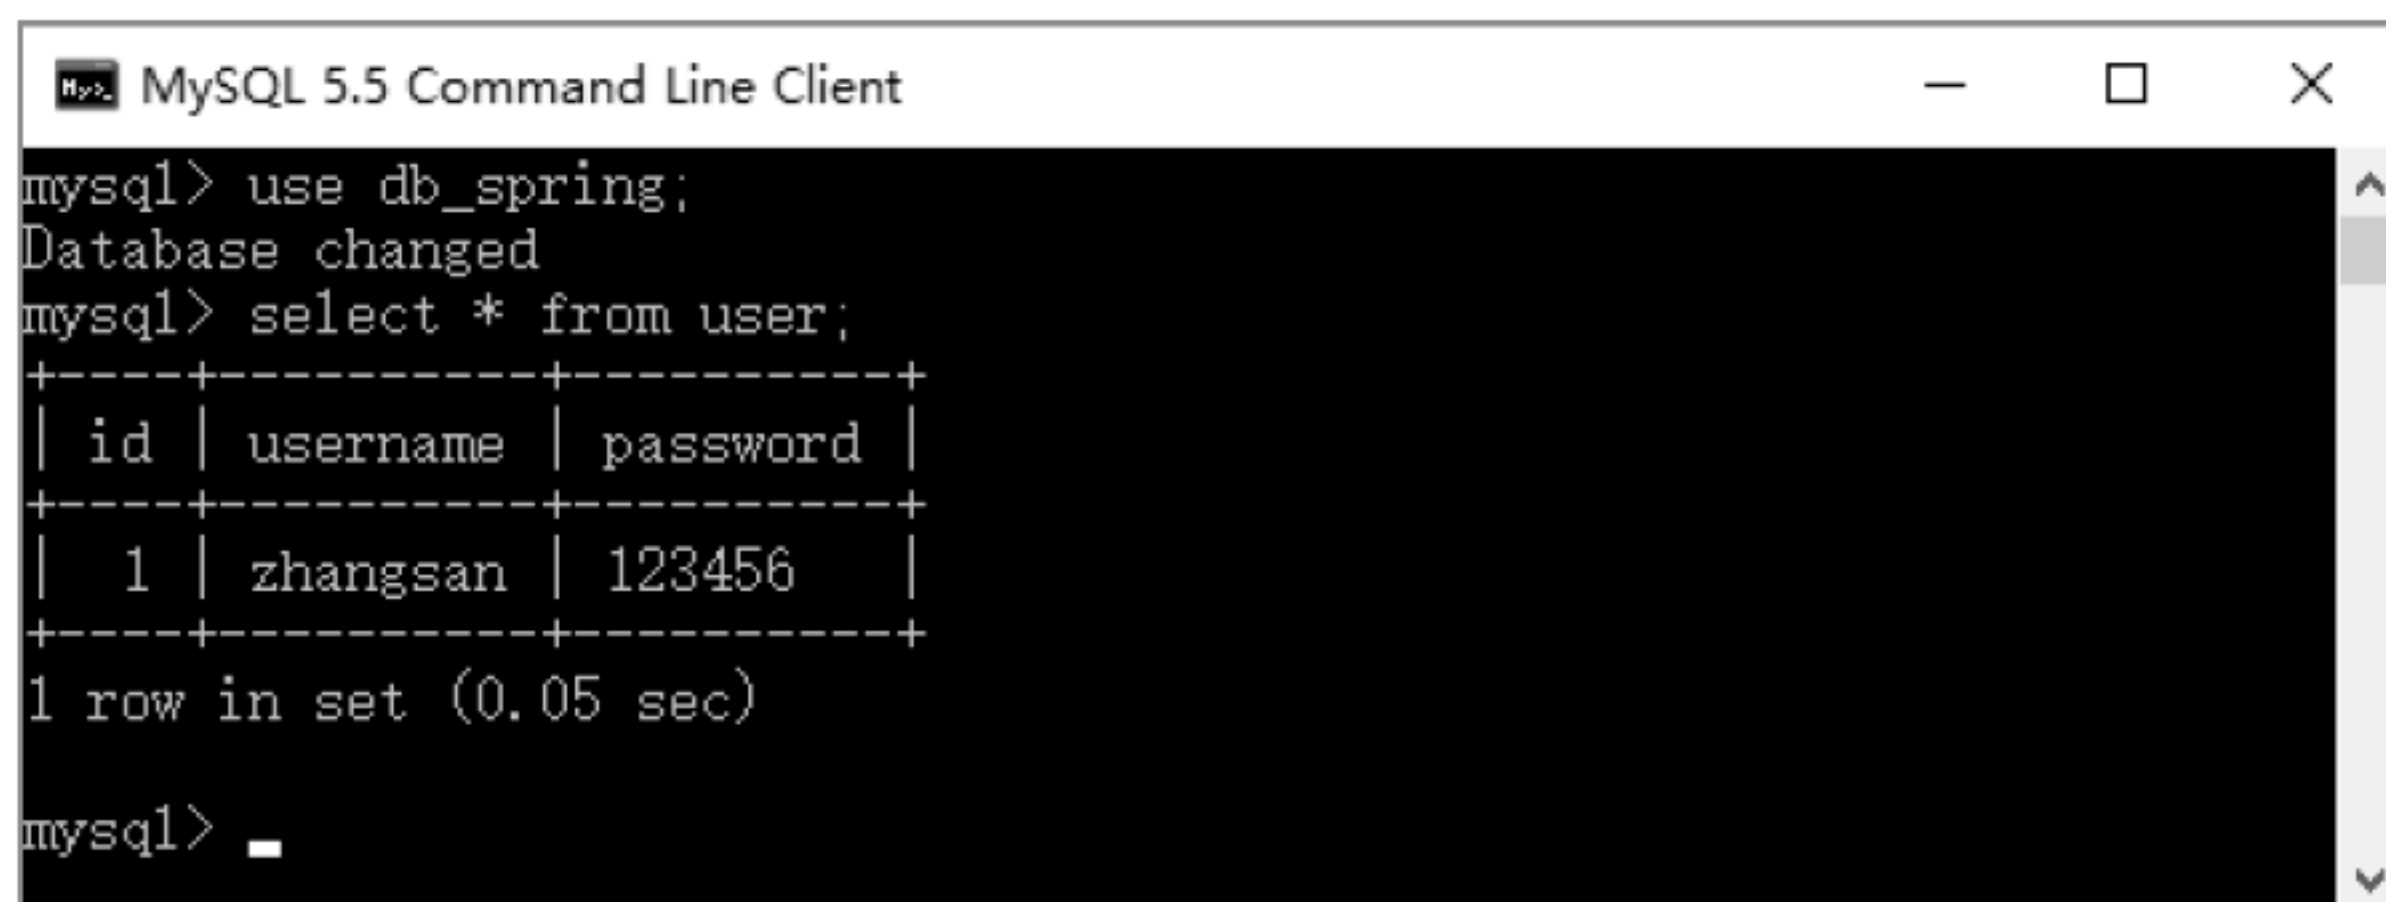 MySQL 5.5 Command Line Client
mysql> use db_spring;
Database changed
mysql> select * from user;
+----+----------+----------+
| id | username | password |
+----+----------+----------+
|  1 | zhangsan | 123456   |
+----+----------+----------+
1 row in set (0.05 sec)
mysql>